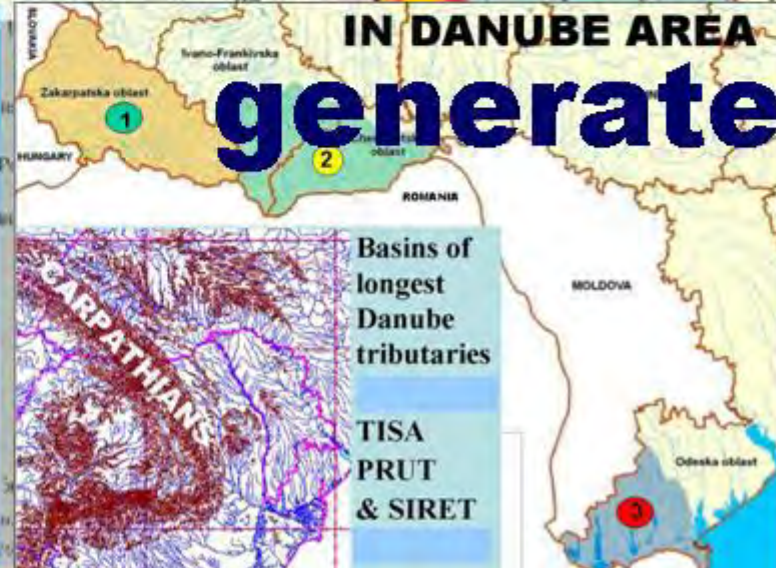 IN DANUBE AREA
generate
SLOVAKIA
Ivano-Frankivska
oblast
Zakarpatska oblast
1
HUNGARY
oblast
2
ROMANIA
MOLDOVA
CARPATHIANS
Basins of
longest
Danube
tributaries
TISA
PRUT
& SIRET
Odeska oblast
3